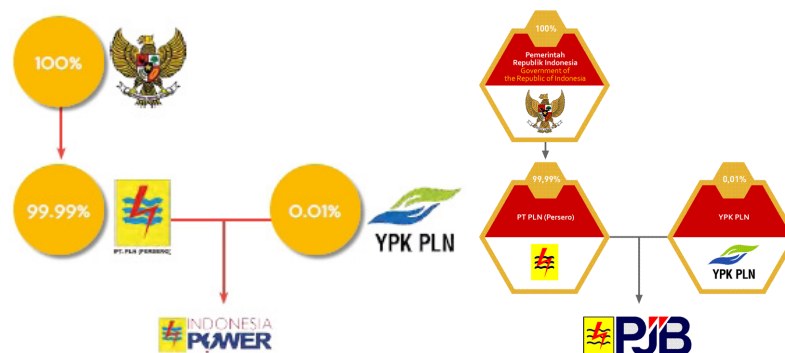 100%
99.99%
PT. PLN (PERSERO)
0.01%
YPK PLN
INDONESIA
POWER
100%
Pemerintah
Republik Indonesia
Government of
the Republic of Indonesia
99,99%
PT PLN (Persero)
0,01%
YPK PLN
YPK PLN
PJB